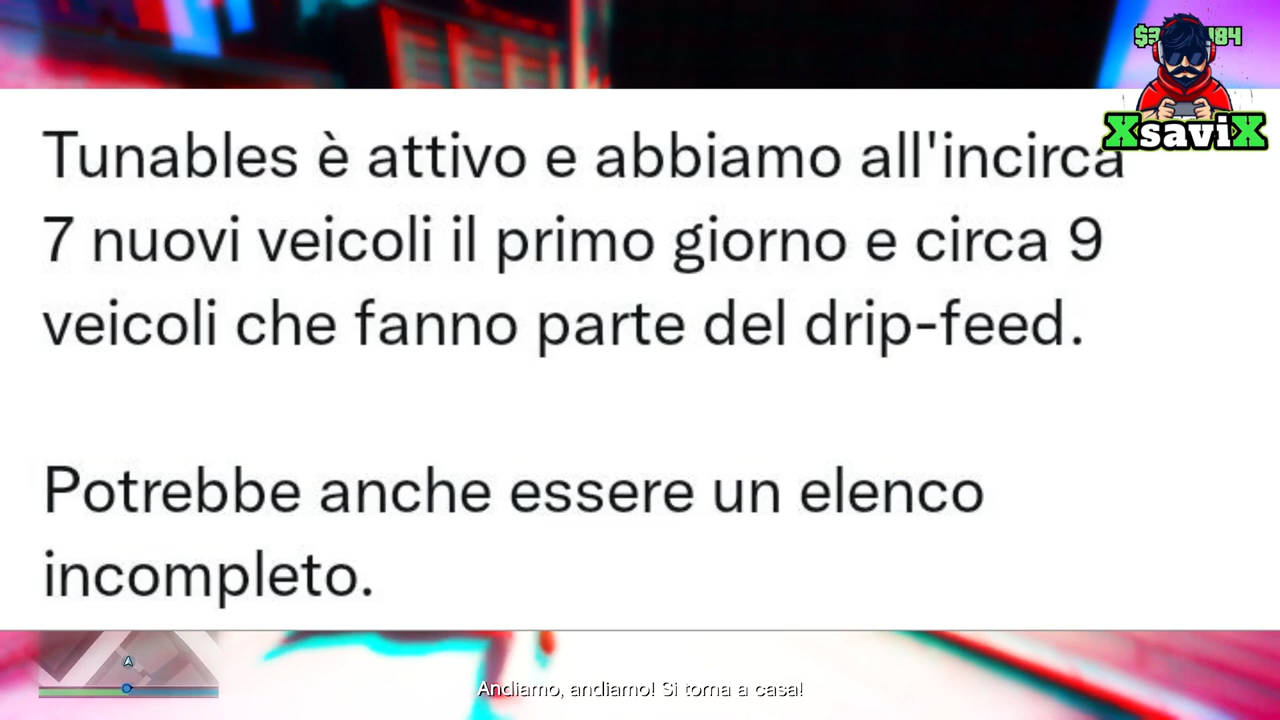 XsaviX
Tunables è attivo e abbiamo all'incirca
7 nuovi veicoli il primo giorno e circa 9
veicoli che fanno parte del drip-feed.
Potrebbe anche essere un elenco
incompleto.
Andiamo, andiamo! Si torna a casa!